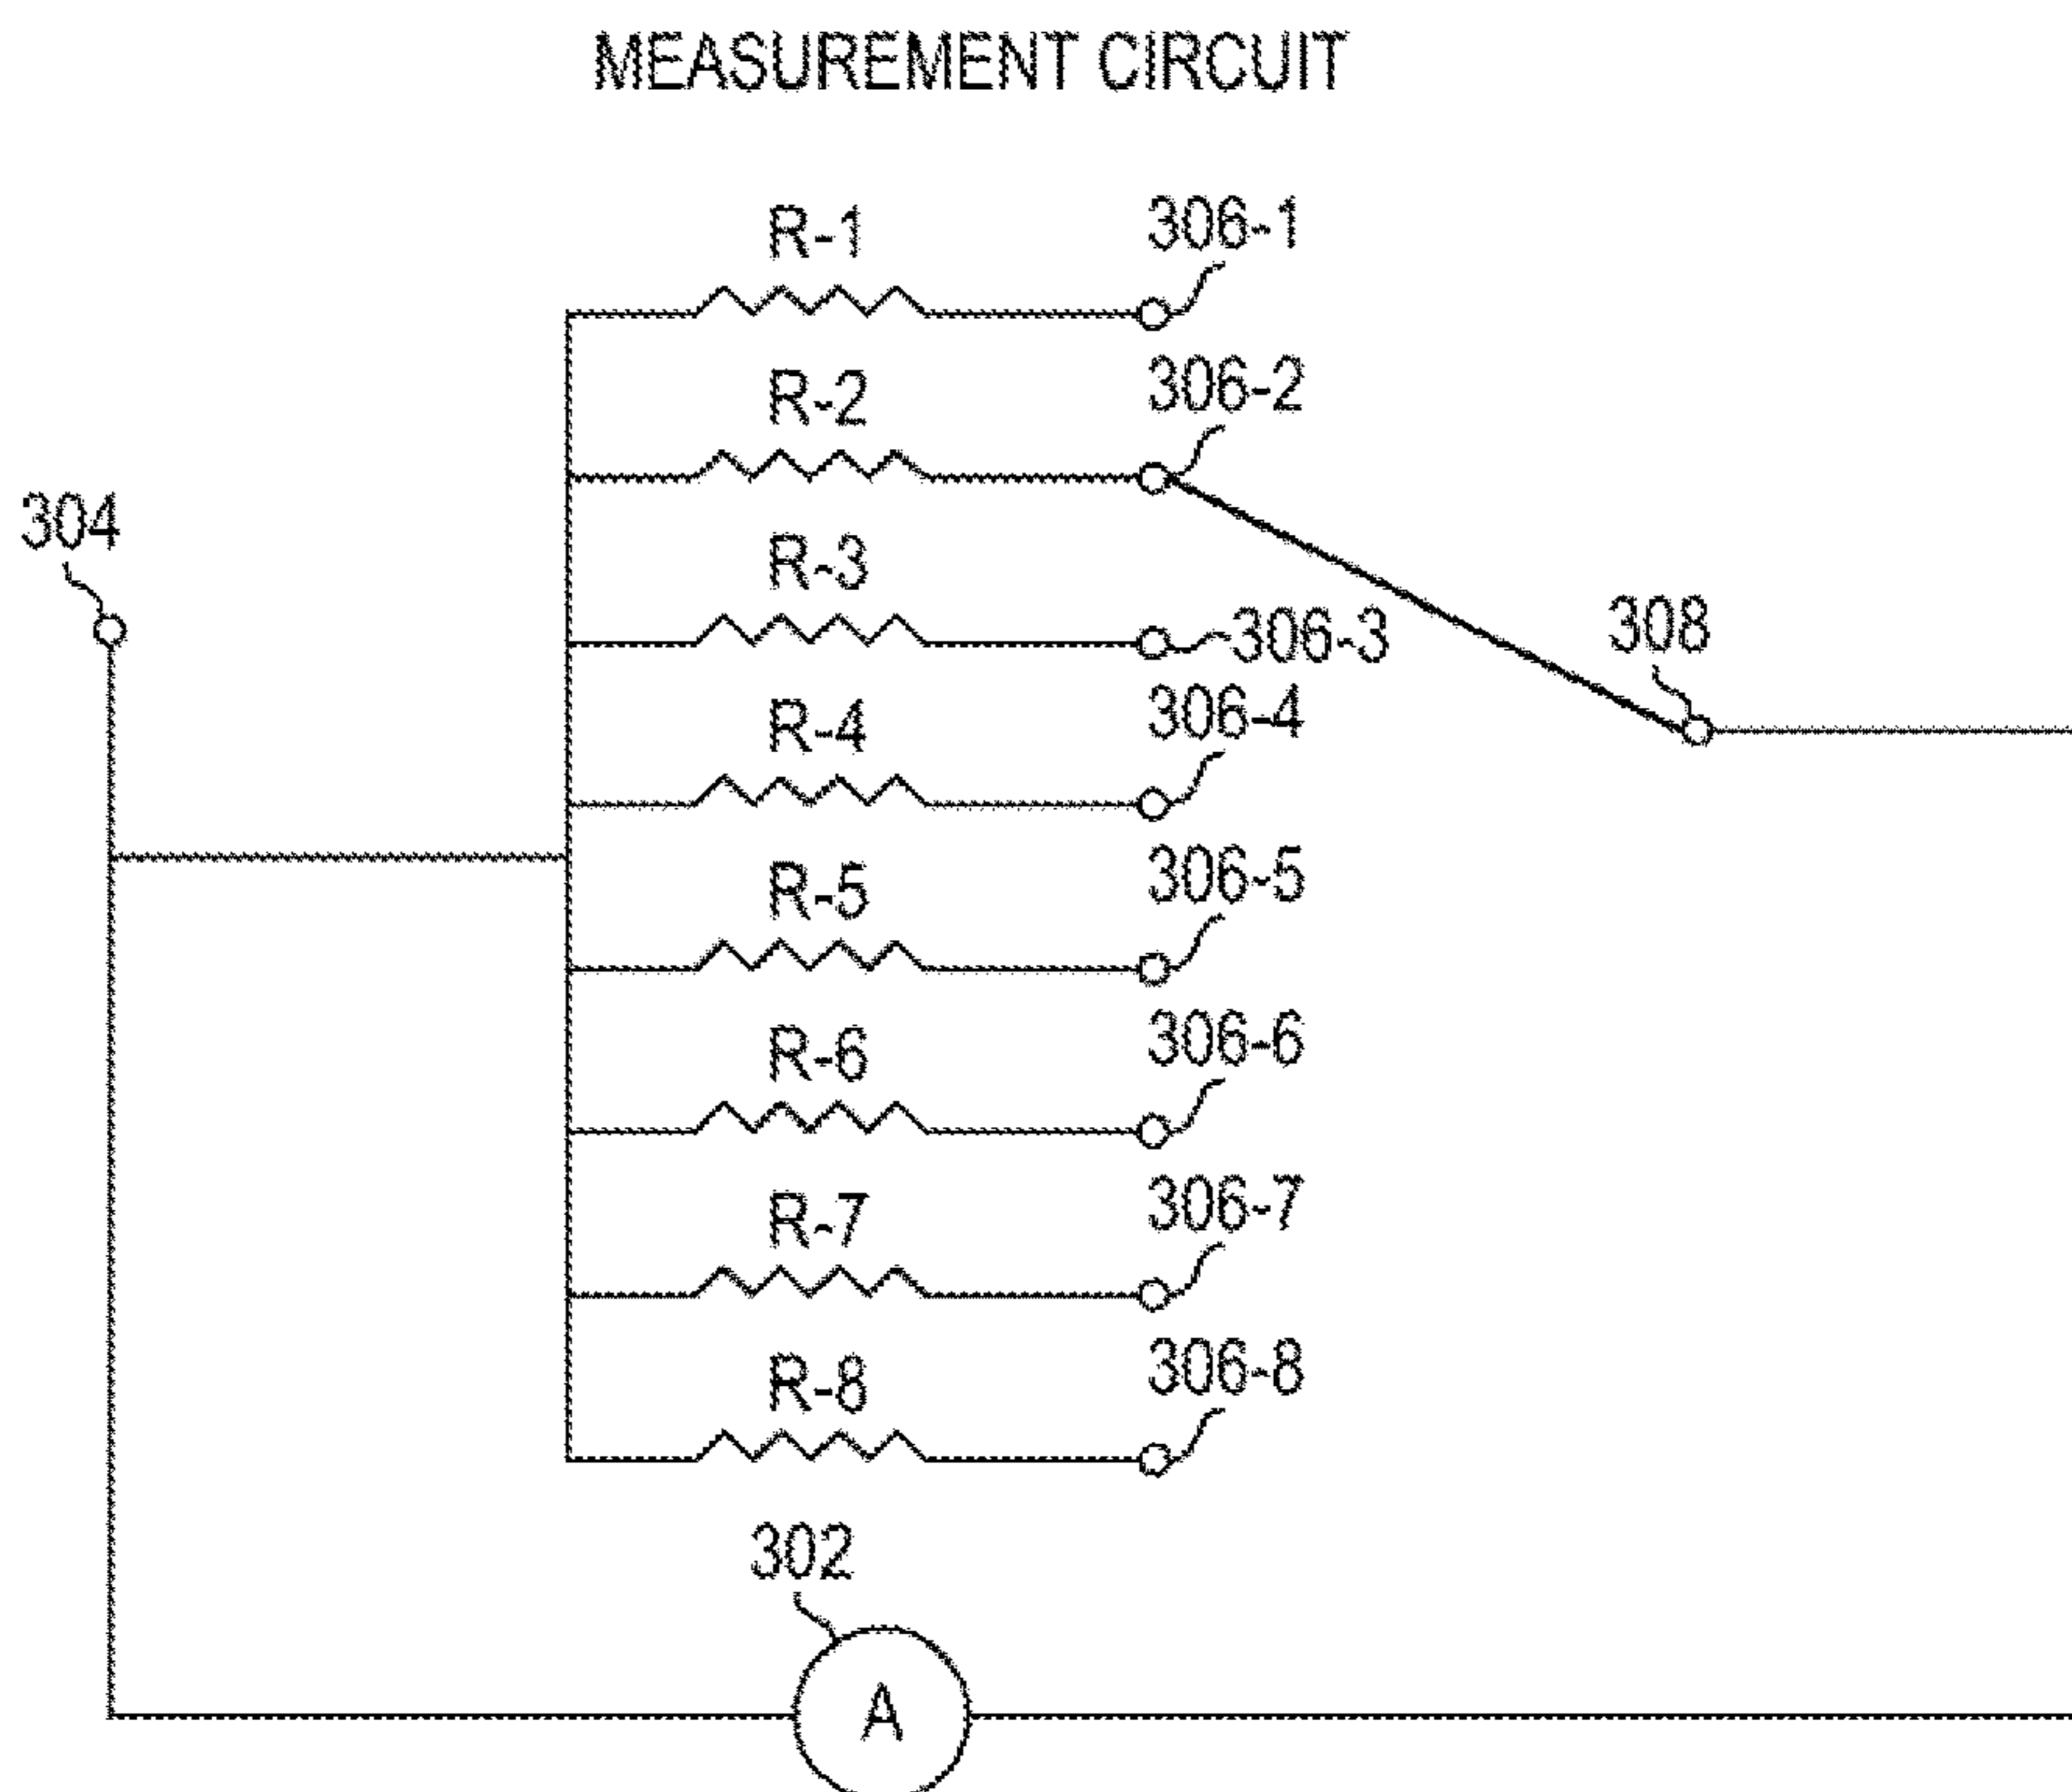 MEASUREMENT CIRCUIT
R-1
306-1
R-2
306-2
304
R-3
306-3
308
R-4
306-4
R-5
306-5
R-6
306-6
R-7
306-7
R-8
306-8
302
A